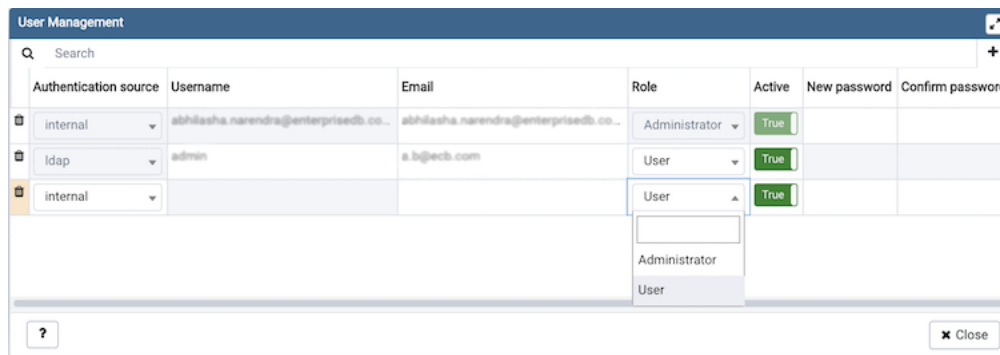 User Management
Search
Authentication source Username Email Role Active New password Confirm passwor
internal abhilasha.narendra@enterprisedb.co... abhilasha.narendra@enterprisedb.co... Administrator True
ldap admin a.b@ecb.com User True
internal User True
Administrator
User
? Close